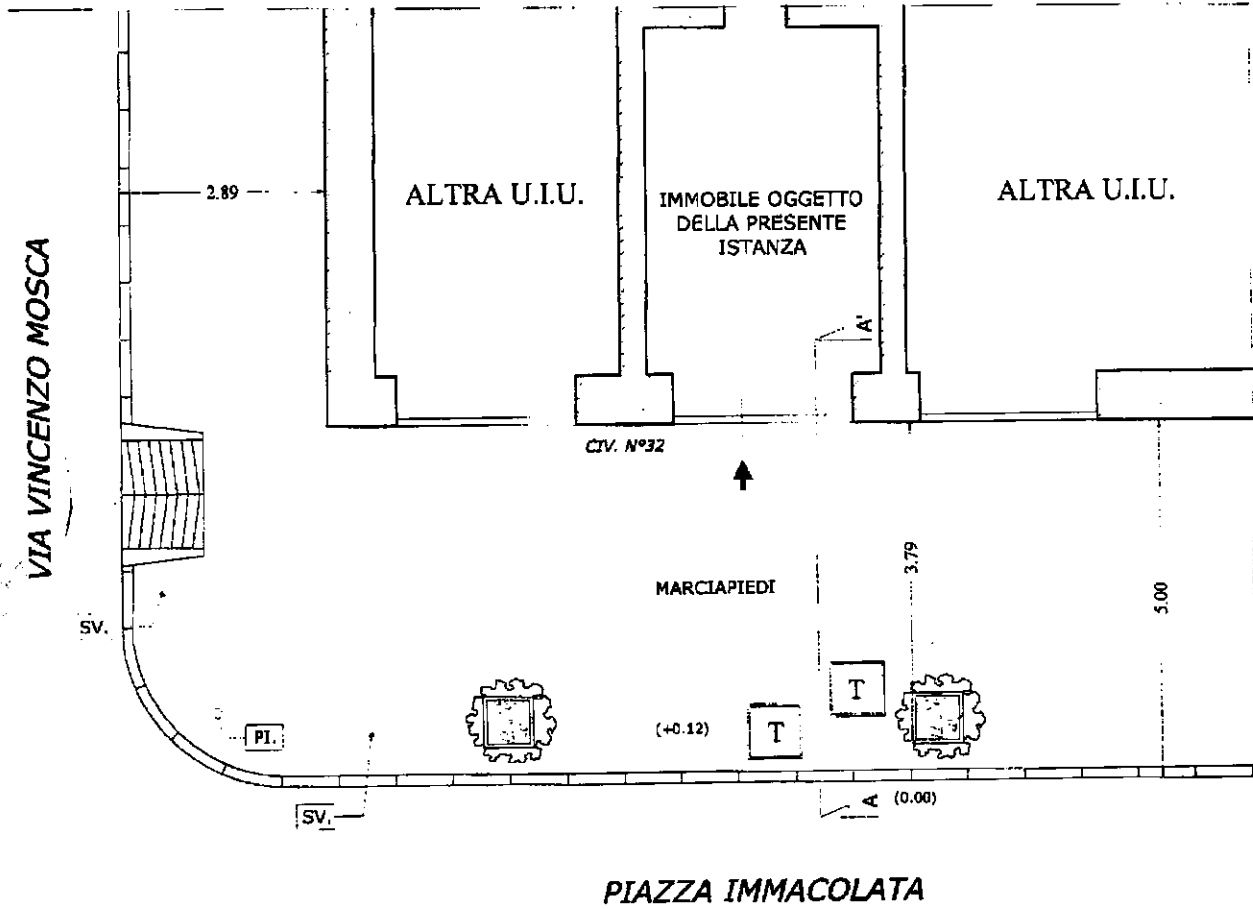 2.89
ALTRA U.I.U.
IMMOBILE OGGETTO
DELLA PRESENTE
ISTANZA
ALTRA U.I.U.
VIA VINCENZO MOSCA
A'
CIV. N°32
3.79
5.00
MARCIAPIEDI
SV.
T
T
(+0.12)
PI.
SV.
A
(0.00)
PIAZZA IMMACOLATA